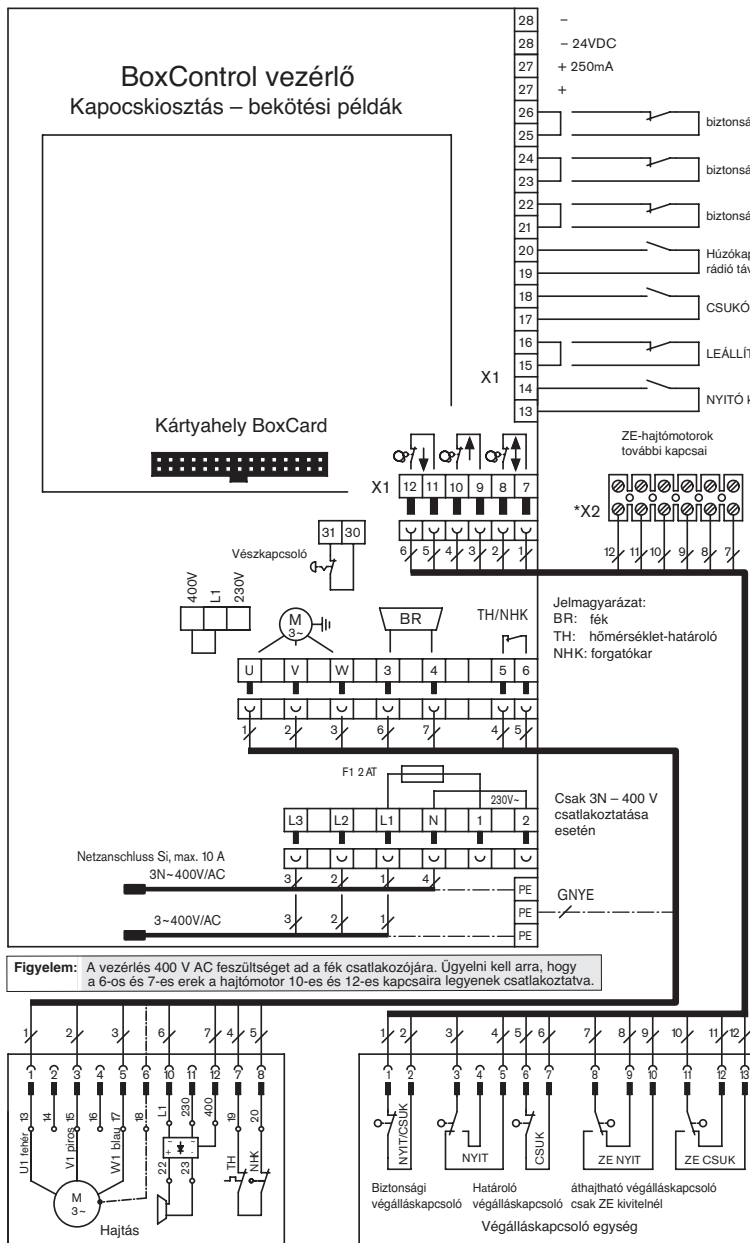 BoxControl vezérlő
Kapocskiosztás – bekötési példák
28 –
28 – 24VDC
27 + 250mA
27 +
26
25
24
23
22
21
20
19
18
17
16
15
14
13
X1
Kártyahely BoxCard
X1
12 11 10 9 8 7
6 5 4 3 2 1
ZE-hajtómotorok
további kapcsai
*X2
12 11 10 9 8 7
31 30
Vészkapcsoló
400V
L1
230V
M
3~
BR
TH/NHK
Jelmagyarázat:
BR: fék
TH: hőmérséklet-határoló
NHK: forgatókar
U V W 3 4 5 6
1 2 3 6 7 4 5
F1 2 AT
230V~
Csak 3N – 400 V
csatlakoztatása
esetén
L3 L2 L1 N 1 2
Netzanschluss Si, max. 10 A
3N~400V/AC
3 2 1 4
PE
PE
GNYE
3~400V/AC
3 2 1
PE
Figyelem: A vezérlés 400 V AC feszültséget ad a fék csatlakozójára. Ügyelni kell arra, hogy
a 6-os és 7-es erek a hajtómotor 10-es és 12-es kapcsaira legyenek csatlakoztatva.
1 2 3 6 7 4 5
1 2 3 4 5 6 10 11 12 7 8
13 14 15 16 17 18 L1 230 400 19 20
U1 fehér
V1 piros
W1 blau
22 23
TH
NHK
M
3~
Hajtás
1 2 3 4 5 6 7 8 9 10 11 12
1 2 3 4 5 6 7 8 9 10 11 12 13
NYIT/CSUK
NYIT
CSUK
ZE NYIT
ZE CSUK
Biztonsági
végálláskapcsoló
Határoló
végálláskapcsoló
áthajtható végálláskapcsoló
csak ZE kivitelnél
Végálláskapcsoló egység